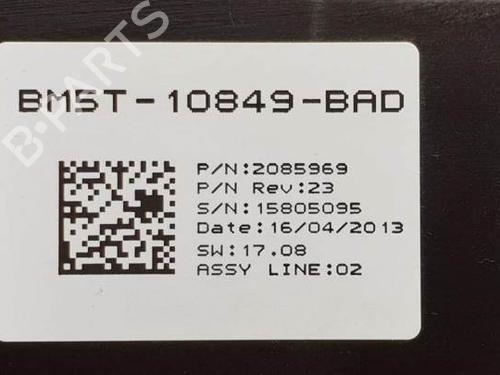 B-PARTS
BM5T-10849-BAD
P/N:2085969
P/N Rev:23
S/N:15805095
Date:16/04/2013
SW:17.08
ASSY LINE:02